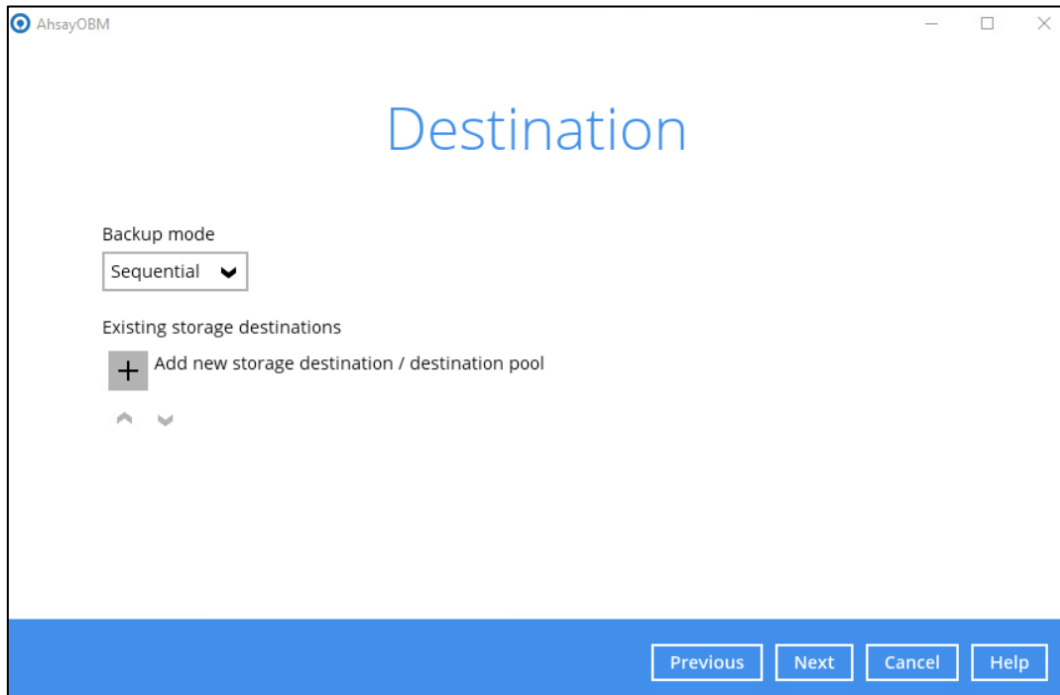 AhsayOBM
Destination
Backup mode
Sequential
Existing storage destinations
Add new storage destination / destination pool
Previous Next Cancel Help